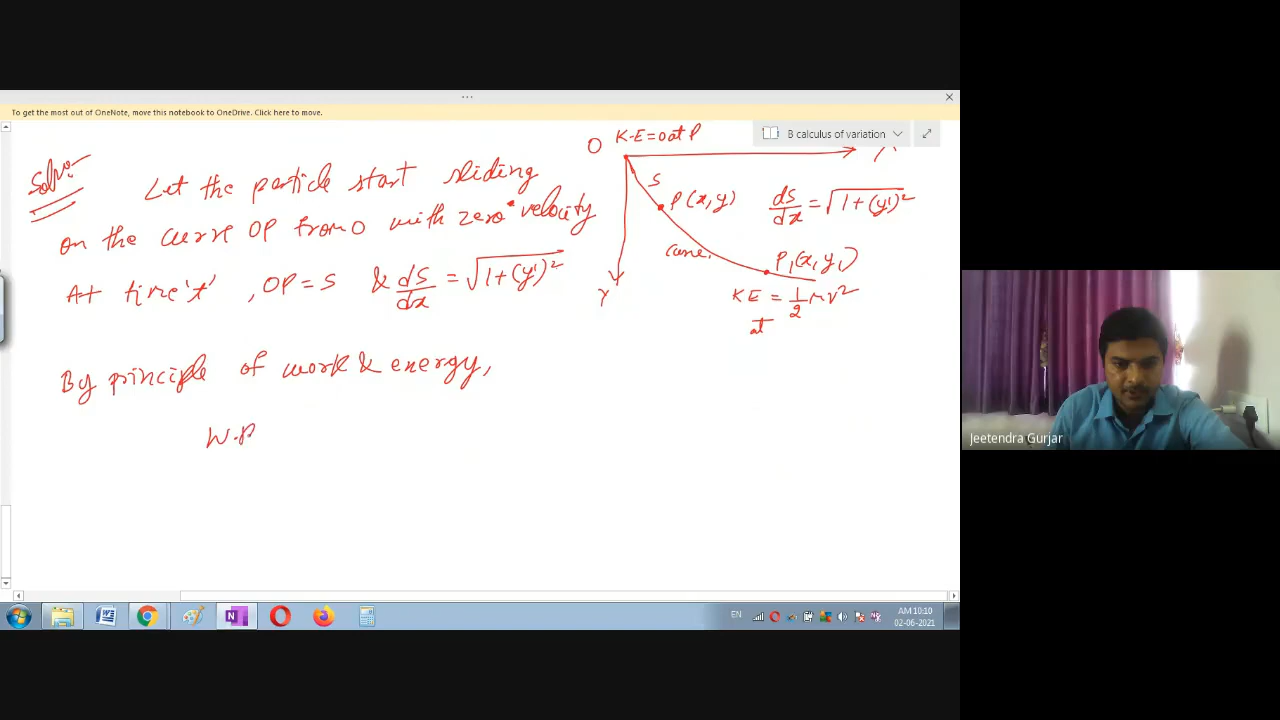 To get the most out of OneNote, move this notebook to OneDrive. Click here to move.
B calculus of variation
Soln:
Let the particle start sliding
on the curve OP from O with zero velocity
At time 't', OP = S & dS/dx = √1+(y')²
By principle of work & energy,
W.D
O K.E = 0 at P
S
P(x,y)
dS/dx = √1+(y')²
curve.
P₁(x₁,y₁)
Y
KE = 1/2 mv²
at
Jeetendra Gurjar
EN
AM 10:10
02-06-2021